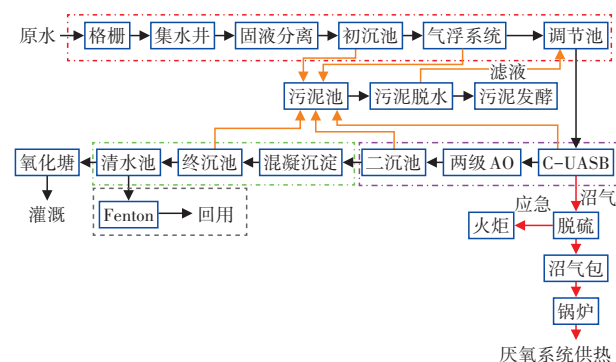 原水 格栅 集水井 固液分离 初沉池 气浮系统 调节池
滤液
污泥池 污泥脱水 污泥发酵
氧化塘 清水池 终沉池 混凝沉淀 二沉池 两级AO C-UASB
沼气
灌溉 Fenton 回用 火炬 应急 脱硫
沼气包
锅炉
厌氧系统供热